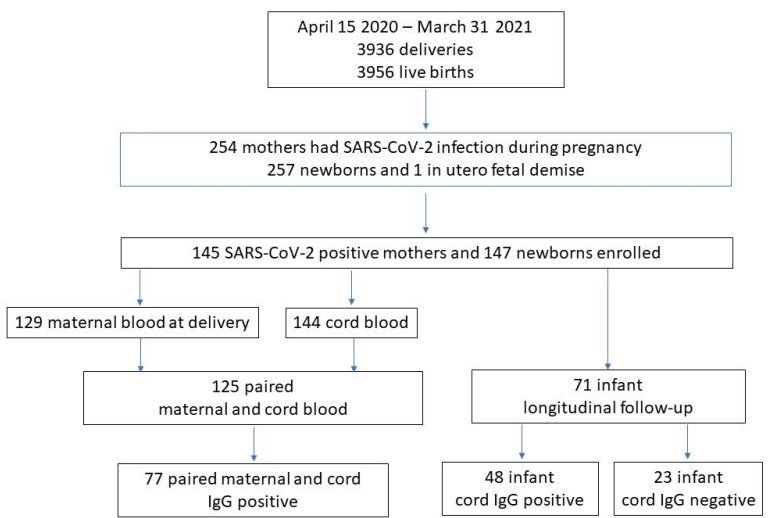 April 15 2020 – March 31 2021
3936 deliveries
3956 live births
254 mothers had SARS-CoV-2 infection during pregnancy
257 newborns and 1 in utero fetal demise
145 SARS-CoV-2 positive mothers and 147 newborns enrolled
129 maternal blood at delivery
144 cord blood
125 paired
maternal and cord blood
71 infant
longitudinal follow-up
77 paired maternal and cord
IgG positive
48 infant
cord IgG positive
23 infant
cord IgG negative